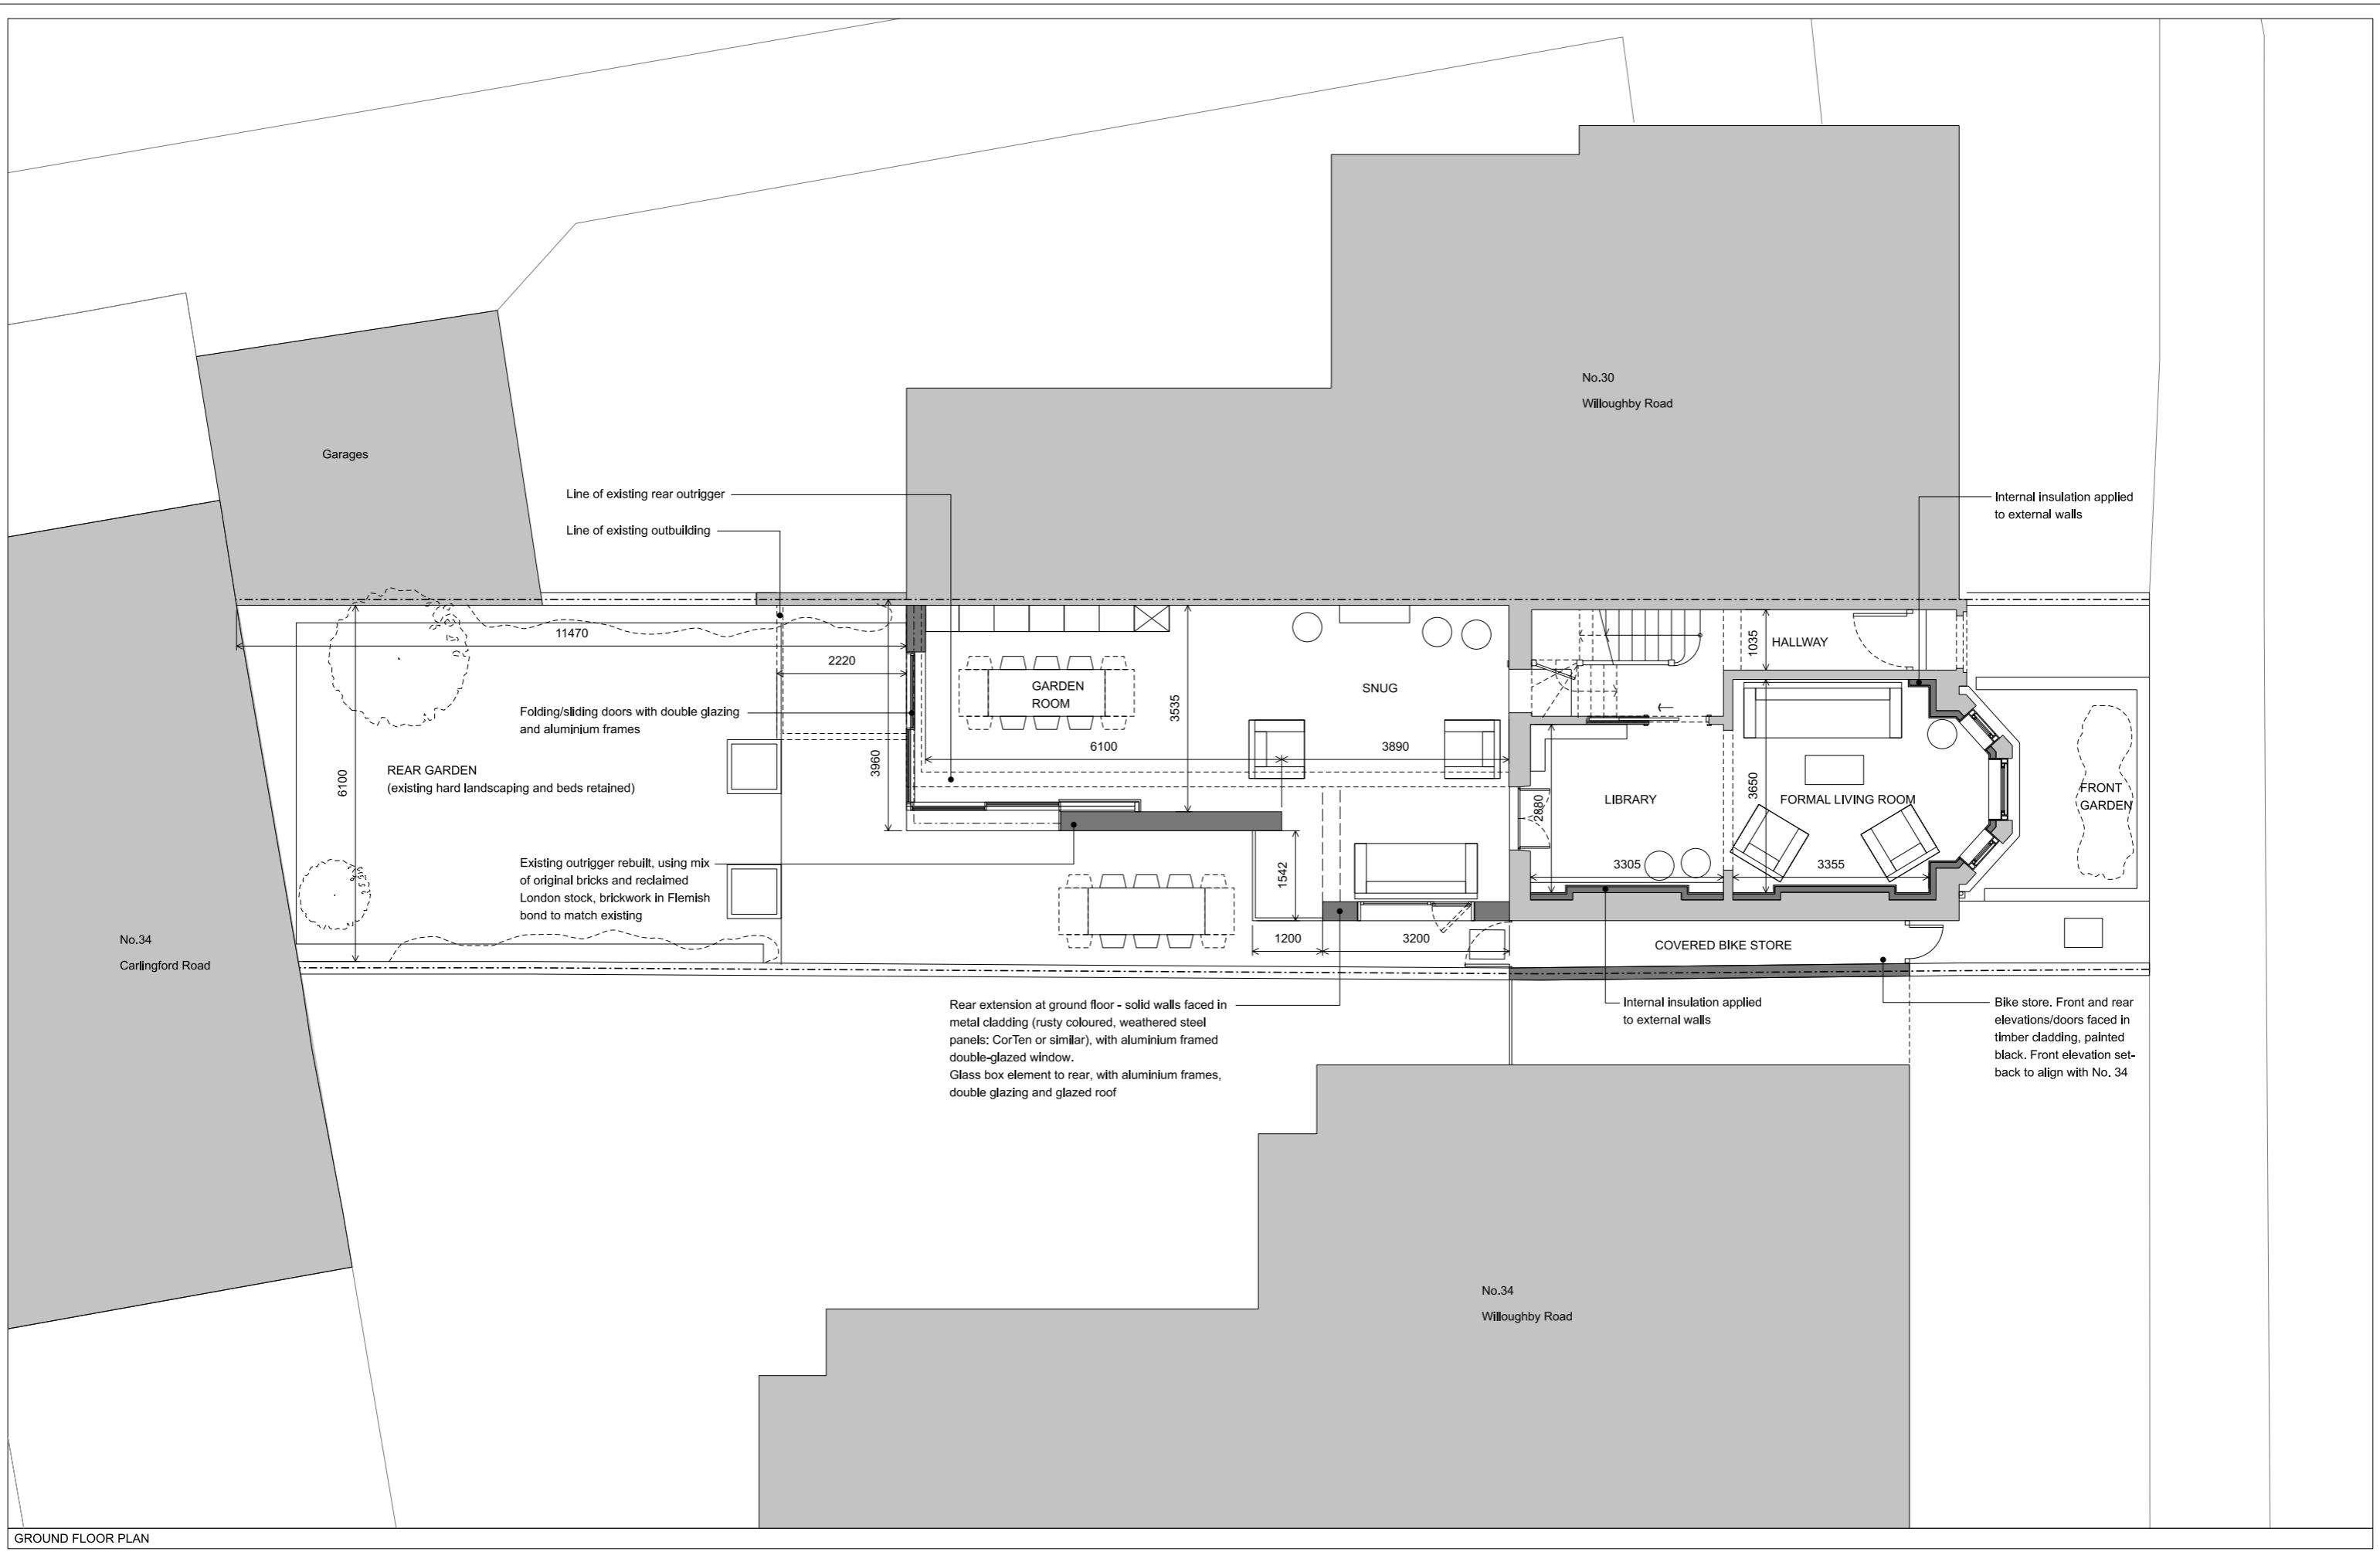 No.30
Willoughby Road
Garages
Line of existing rear outrigger
Line of existing outbuilding
Internal insulation applied
to external walls
11470
2220
1035
HALLWAY
GARDEN
ROOM
SNUG
3535
Folding/sliding doors with double glazing
and aluminium frames
6100
3890
3960
6100
REAR GARDEN
(existing hard landscaping and beds retained)
2880
LIBRARY
3650
FORMAL LIVING ROOM
FRONT
GARDEN
3305
3355
Existing outrigger rebuilt, using mix
of original bricks and reclaimed
London stock, brickwork in Flemish
bond to match existing
1542
1200
3200
COVERED BIKE STORE
No.34
Carlingford Road
Rear extension at ground floor - solid walls faced in
metal cladding (rusty coloured, weathered steel
panels: CorTen or similar), with aluminium framed
double-glazed window.
Glass box element to rear, with aluminium frames,
double glazing and glazed roof
Internal insulation applied
to external walls
Bike store. Front and rear
elevations/doors faced in
timber cladding, painted
black. Front elevation set-
back to align with No. 34
No.34
Willoughby Road
GROUND FLOOR PLAN